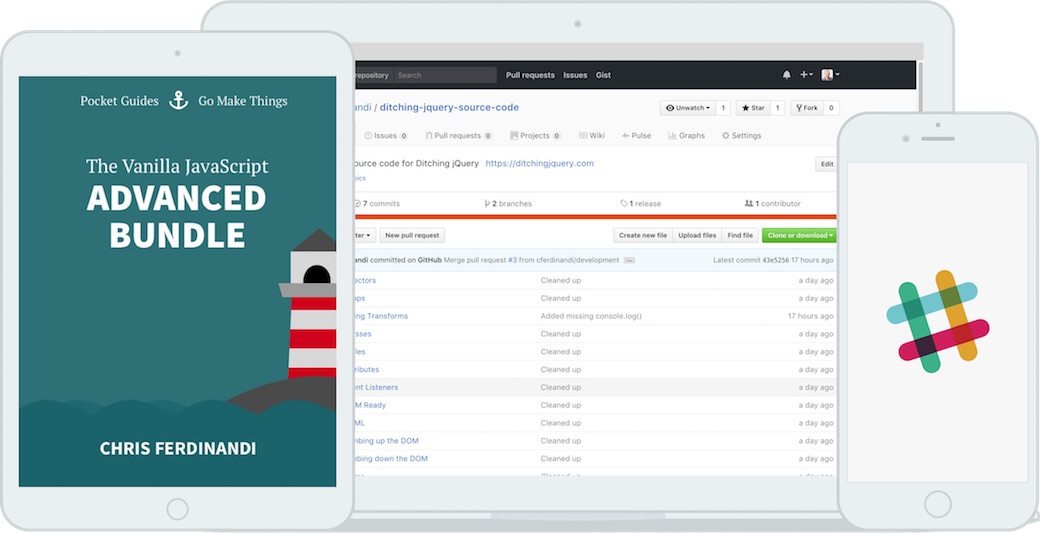 Pocket Guides Go Make Things
The Vanilla JavaScript
ADVANCED
BUNDLE
CHRIS FERDINANDI
repository Search Pull requests Issues Gist
andi / ditching-jquery-source-code Unwatch 1 Star 1 Fork 0
Issues 0 Pull requests 0 Projects 0 Wiki Pulse Graphs Settings
ource code for Ditching jQuery https://ditchingjquery.com Edit
ics
7 commits 2 branches 1 release 1 contributor
ter New pull request Create new file Upload files Find file Clone or download
andi committed on GitHub Merge pull request #3 from cferdinandi/development ... Latest commit 43e5256 17 hours ago
ectors Cleaned up a day ago
ops Cleaned up a day ago
ing Transforms Added missing console.log() 17 hours ago
sses Cleaned up a day ago
les Cleaned up a day ago
ributes Cleaned up a day ago
ent Listeners Cleaned up a day ago
M Ready Cleaned up a day ago
ML Cleaned up a day ago
mbing up the DOM Cleaned up a day ago
mbing down the DOM Cleaned up a day ago